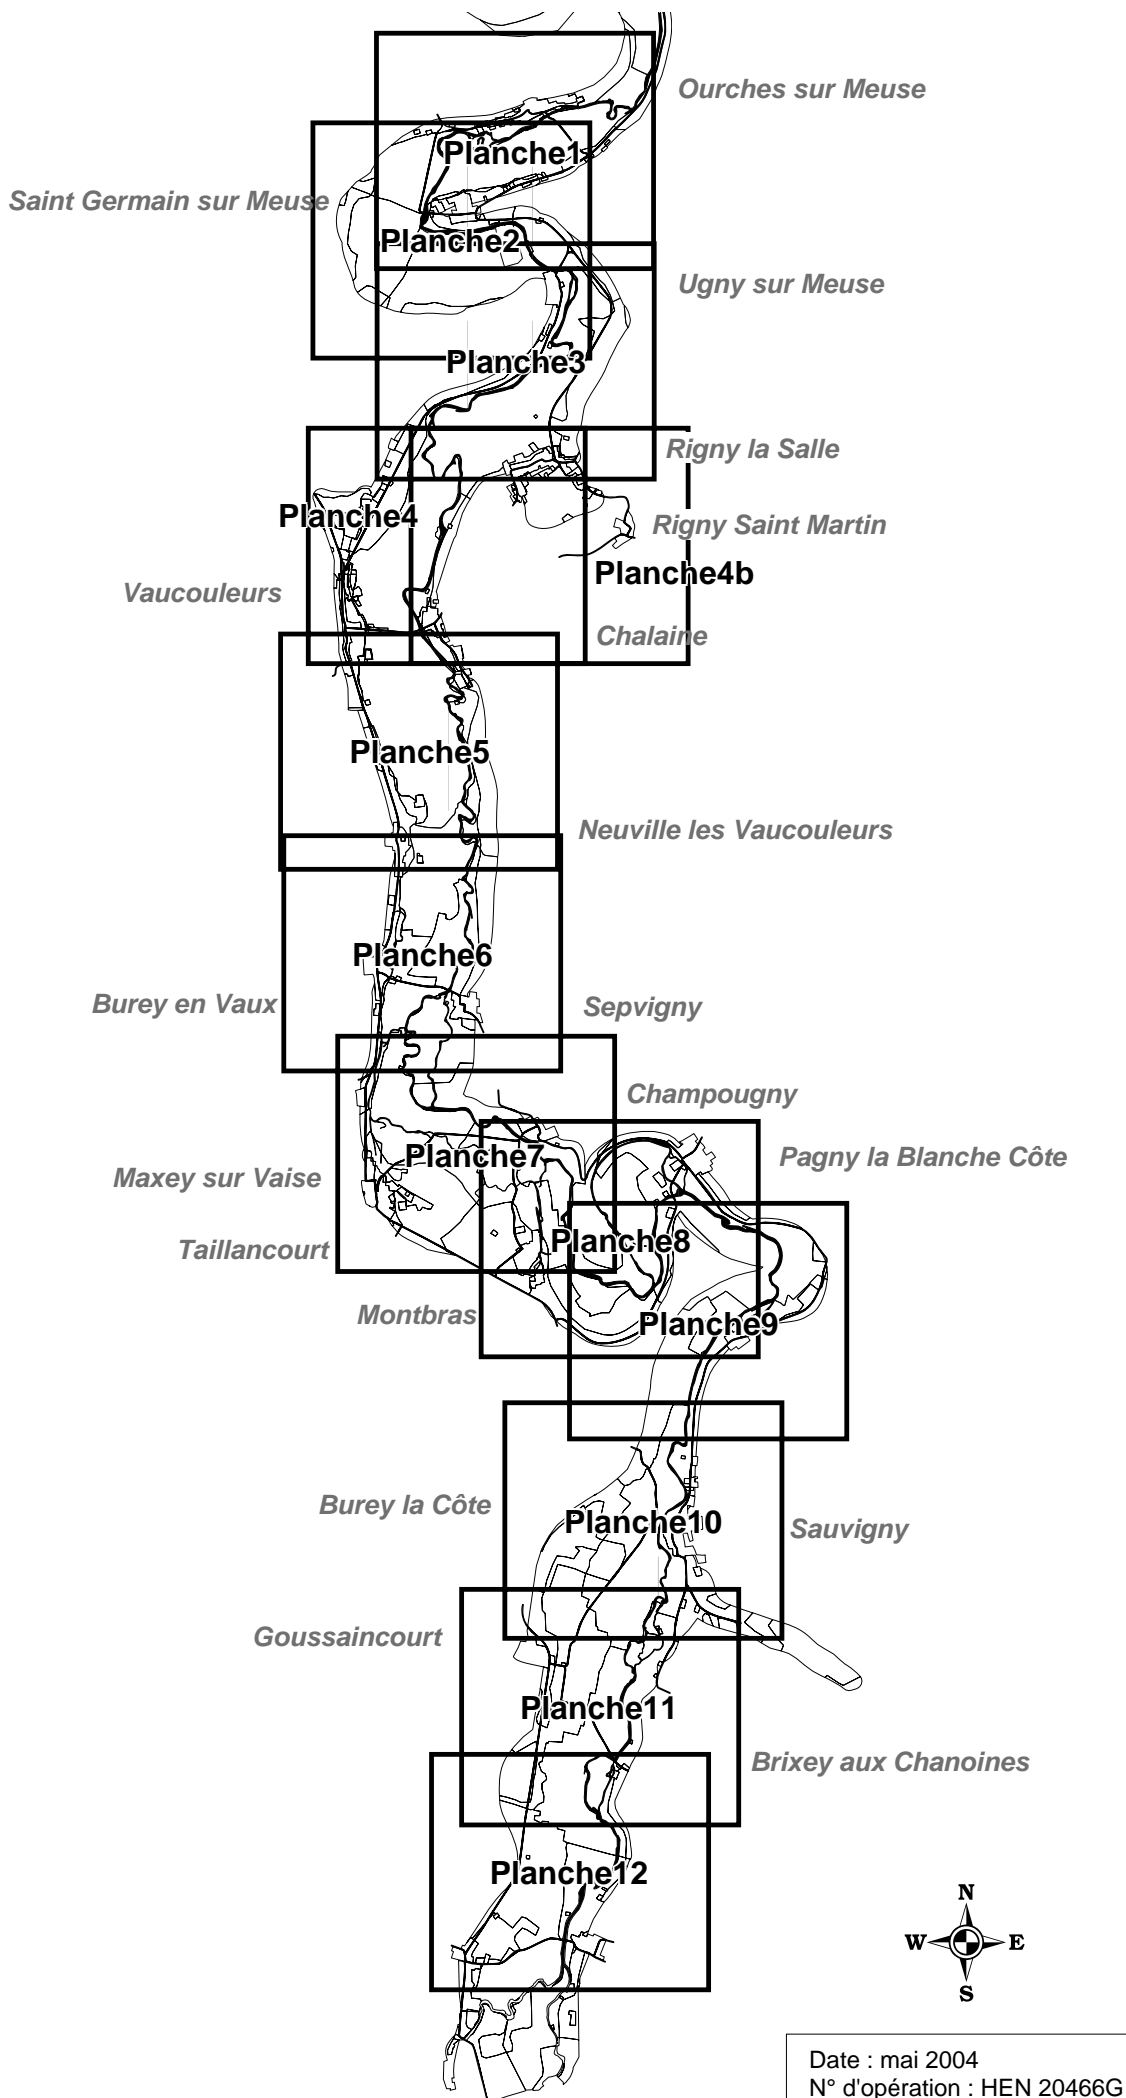 Ourches sur Meuse
Planche1
Saint Germain sur Meuse
Planche2
Ugny sur Meuse
Planche3
Rigny la Salle
Planche4
Rigny Saint Martin
Planche4b
Vaucouleurs
Chalaine
Planche5
Neuville les Vaucouleurs
Planche6
Burey en Vaux
Sepvigny
Champougny
Planche7
Pagny la Blanche Côte
Maxey sur Vaise
Planche8
Taillancourt
Montbras
Planche9
Burey la Côte
Planche10
Sauvigny
Goussaincourt
Planche11
Brixey aux Chanoines
Planche12
N
W E
S
Date : mai 2004
N° d'opération : HEN 20466G